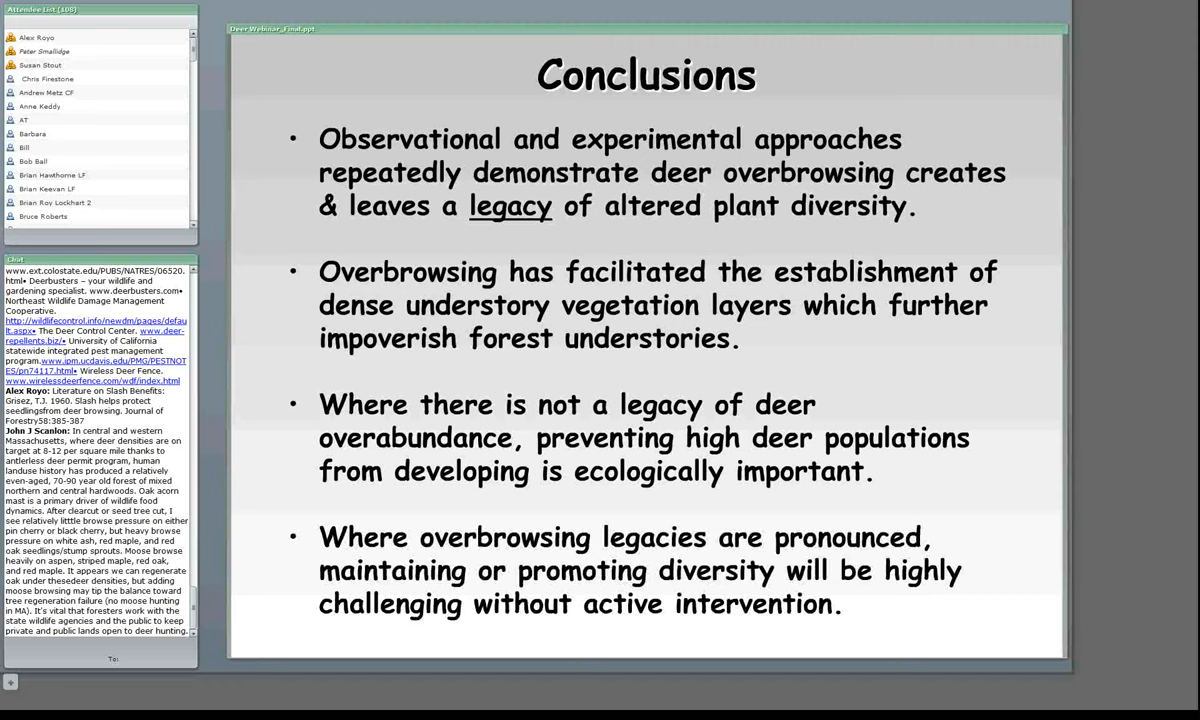 Attendee List (108)
Alex Royo
Peter Smallidge
Susan Stout
Chris Firestone
Andrew Metz CF
Anne Keddy
AT
Barbara
Bill
Bob Ball
Brian Hawthorne LF
Brian Keevan LF
Brian Roy Lockhart 2
Bruce Roberts
Chat
www.ext.colostate.edu/PUBS/NATRES/06520.
html• Deerbusters – your wildlife and
gardening specialist. www.deerbusters.com•
Northeast Wildlife Damage Management
Cooperative.
http://wildlifecontrol.info/newdm/pages/defau
lt.aspx• The Deer Control Center. www.deer-
repellents.biz/• University of California
statewide integrated pest management
program.www.ipm.ucdavis.edu/PMG/PESTNOT
ES/pn74117.html• Wireless Deer Fence.
www.wirelessdeerfence.com/wdf/index.html
Alex Royo: Literature on Slash Benefits:
Grisez, T.J. 1960. Slash helps protect
seedlingsfrom deer browsing. Journal of
Forestry58:385-387
John J Scanlon: In central and western
Massachusetts, where deer densities are on
target at 8-12 per square mile thanks to
antlerless deer permit program, human
landuse history has produced a relatively
even-aged, 70-90 year old forest of mixed
northern and central hardwoods. Oak acorn
mast is a primary driver of wildlife food
dynamics. After clearcut or seed tree cut, I
see relatively litttle browse pressure on either
pin cherry or black cherry, but heavy browse
pressure on white ash, red maple, and red
oak seedlings/stump sprouts. Moose browse
heavily on aspen, striped maple, red oak,
and red maple. It appears we can regenerate
oak under thesedeer densities, but adding
moose browsing may tip the balance toward
tree regeneration failure (no moose hunting
in MA). It's vital that foresters work with the
state wildlife agencies and the public to keep
private and public lands open to deer hunting.
To:
Deer Webinar_Final.ppt
Conclusions
• Observational and experimental approaches
repeatedly demonstrate deer overbrowsing creates
& leaves a legacy of altered plant diversity.
• Overbrowsing has facilitated the establishment of
dense understory vegetation layers which further
impoverish forest understories.
• Where there is not a legacy of deer
overabundance, preventing high deer populations
from developing is ecologically important.
• Where overbrowsing legacies are pronounced,
maintaining or promoting diversity will be highly
challenging without active intervention.